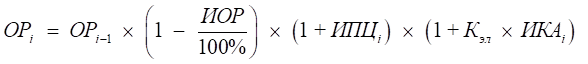 ОР_i = ОР_{i−1} × (1 − ИОР/100%) × (1 + ИПЦ_i) × (1 + К_{эл} × ИКА_i)